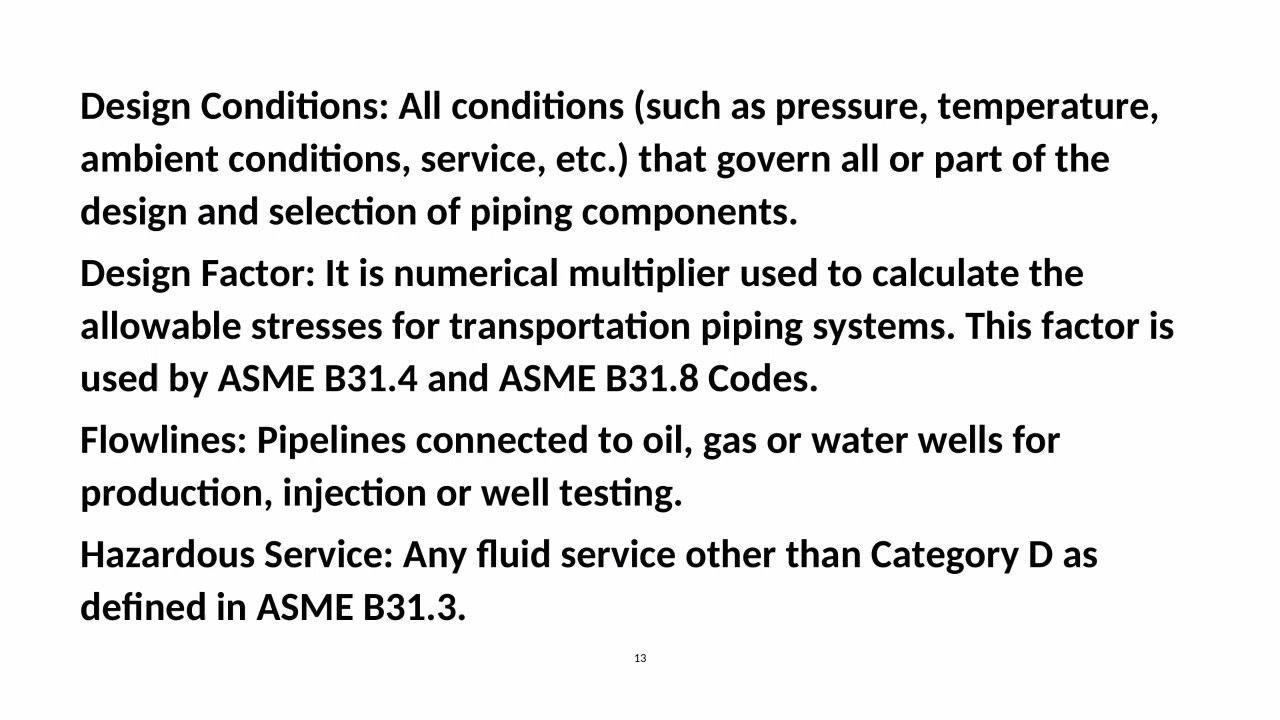 Design Conditions: All conditions (such as pressure, temperature,
ambient conditions, service, etc.) that govern all or part of the
design and selection of piping components.
Design Factor: It is numerical multiplier used to calculate the
allowable stresses for transportation piping systems. This factor is
used by ASME B31.4 and ASME B31.8 Codes.
Flowlines: Pipelines connected to oil, gas or water wells for
production, injection or well testing.
Hazardous Service: Any fluid service other than Category D as
defined in ASME B31.3.
13